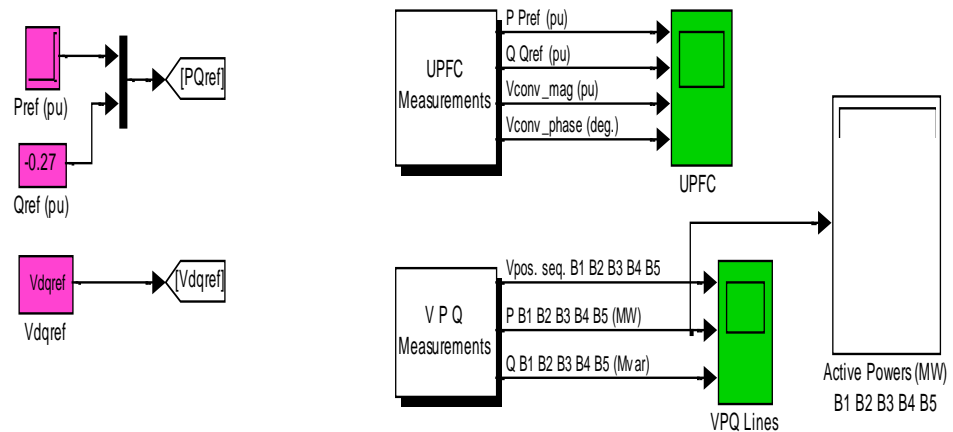 Pref (pu)
-0.27
Qref (pu)
[PQref]
Vdqref
Vdqref
[Vdqref]
UPFC
Measurements
P Pref (pu)
Q Qref (pu)
Vconv_mag (pu)
Vconv_phase (deg.)
UPFC
V P Q
Measurements
Vpos. seq. B1 B2 B3 B4 B5
P B1 B2 B3 B4 B5 (MW)
Q B1 B2 B3 B4 B5 (Mvar)
VPQ Lines
Active Powers (MW)
B1 B2 B3 B4 B5